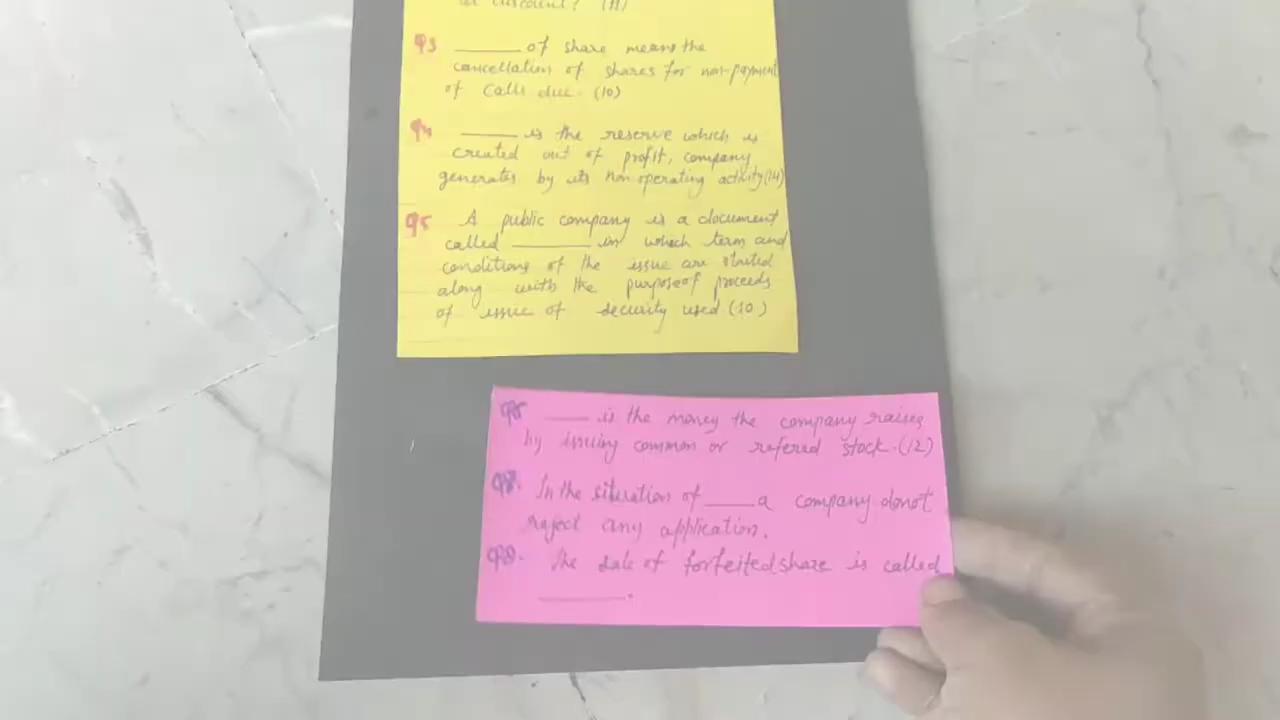 at discount? (11)
Q3 ______ of share means the
cancellation of shares for non-payment
of calls due. (10)
Q4 ______ is the reserve which is
created out of profit, company
generates by its non operating activity (14)
Q5 A public company is a document
called ______ in which term and
conditions of the issue are stated
along with the purpose of proceeds
of issue of security used (10)
______ is the money the company raises
by issuing common or refered stock. (12)
In the situation of ______ a company donot
reject any application.
The sale of forfeited share is called
______.